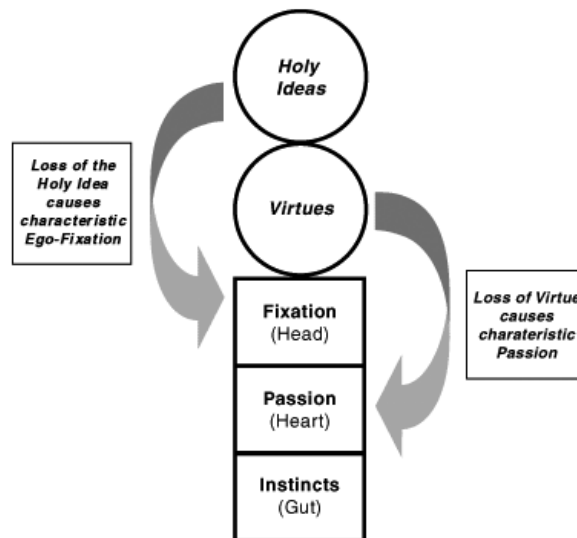 Holy
Ideas
Loss of the
Holy Idea
causes
characteristic
Ego-Fixation
Virtues
Loss of Virtue
causes
charateristic
Passion
Fixation
(Head)
Passion
(Heart)
Instincts
(Gut)